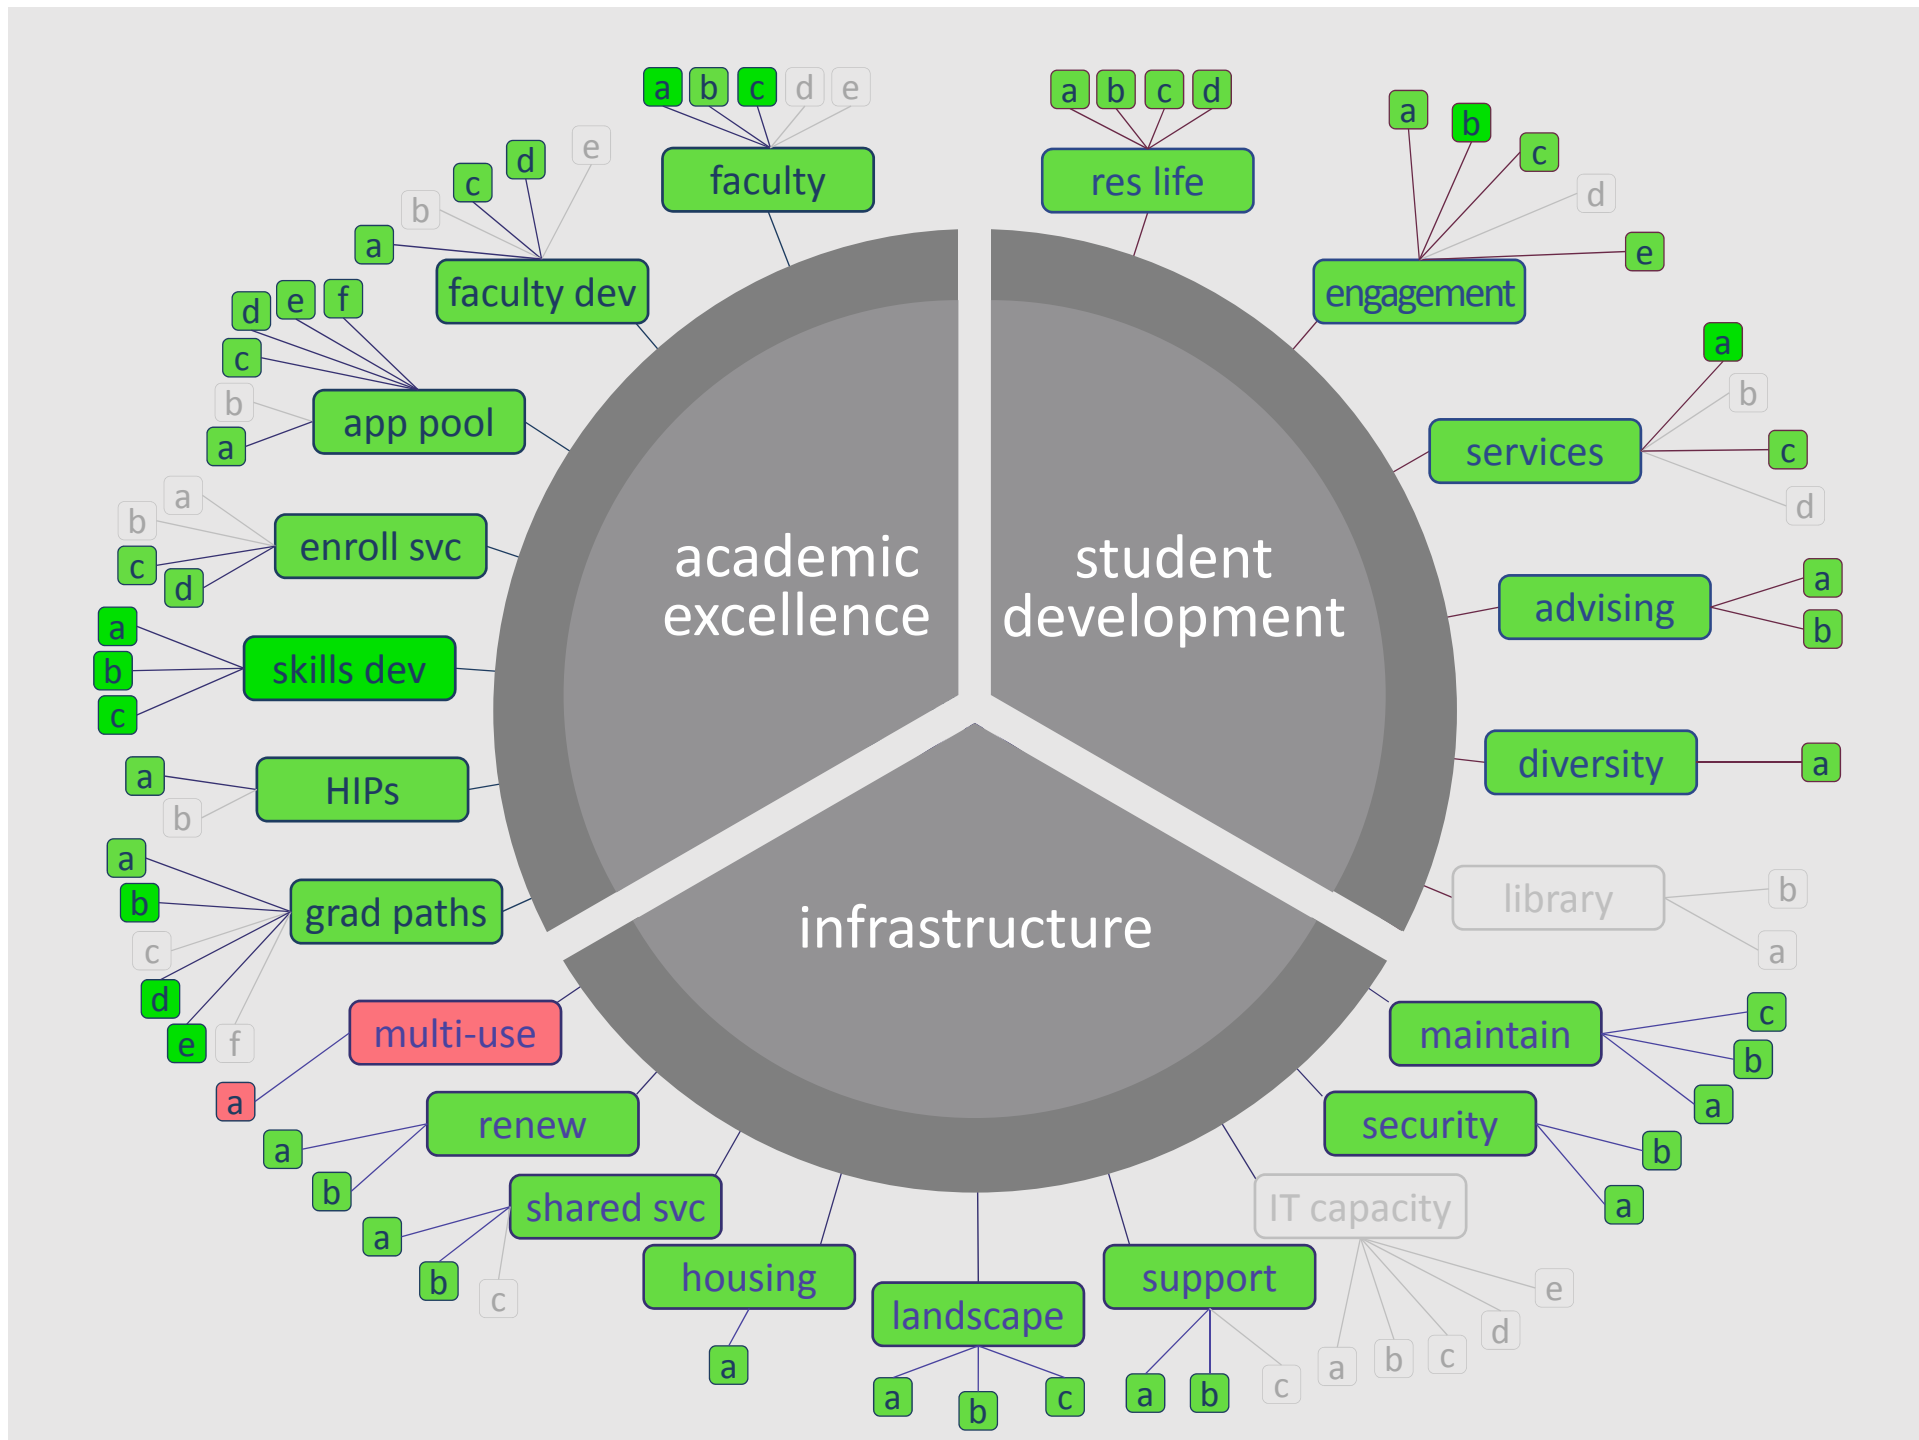 a b c d e
faculty
a b c d e
faculty dev
a b c d e f
app pool
a b c d
enroll svc
a
b
c
skills dev
a
b
HIPs
a
b
c
d
e f
grad paths
academic
excellence
a b c d
res life
a b c d e
engagement
a
b
c
d
services
a
b
advising
a
diversity
b
a
library
student
development
infrastructure
c
b
a
maintain
b
a
security
IT capacity
a b c d e
support
a b c
landscape
a b c
housing
a
shared svc
a b c
renew
a
b
multi-use
a